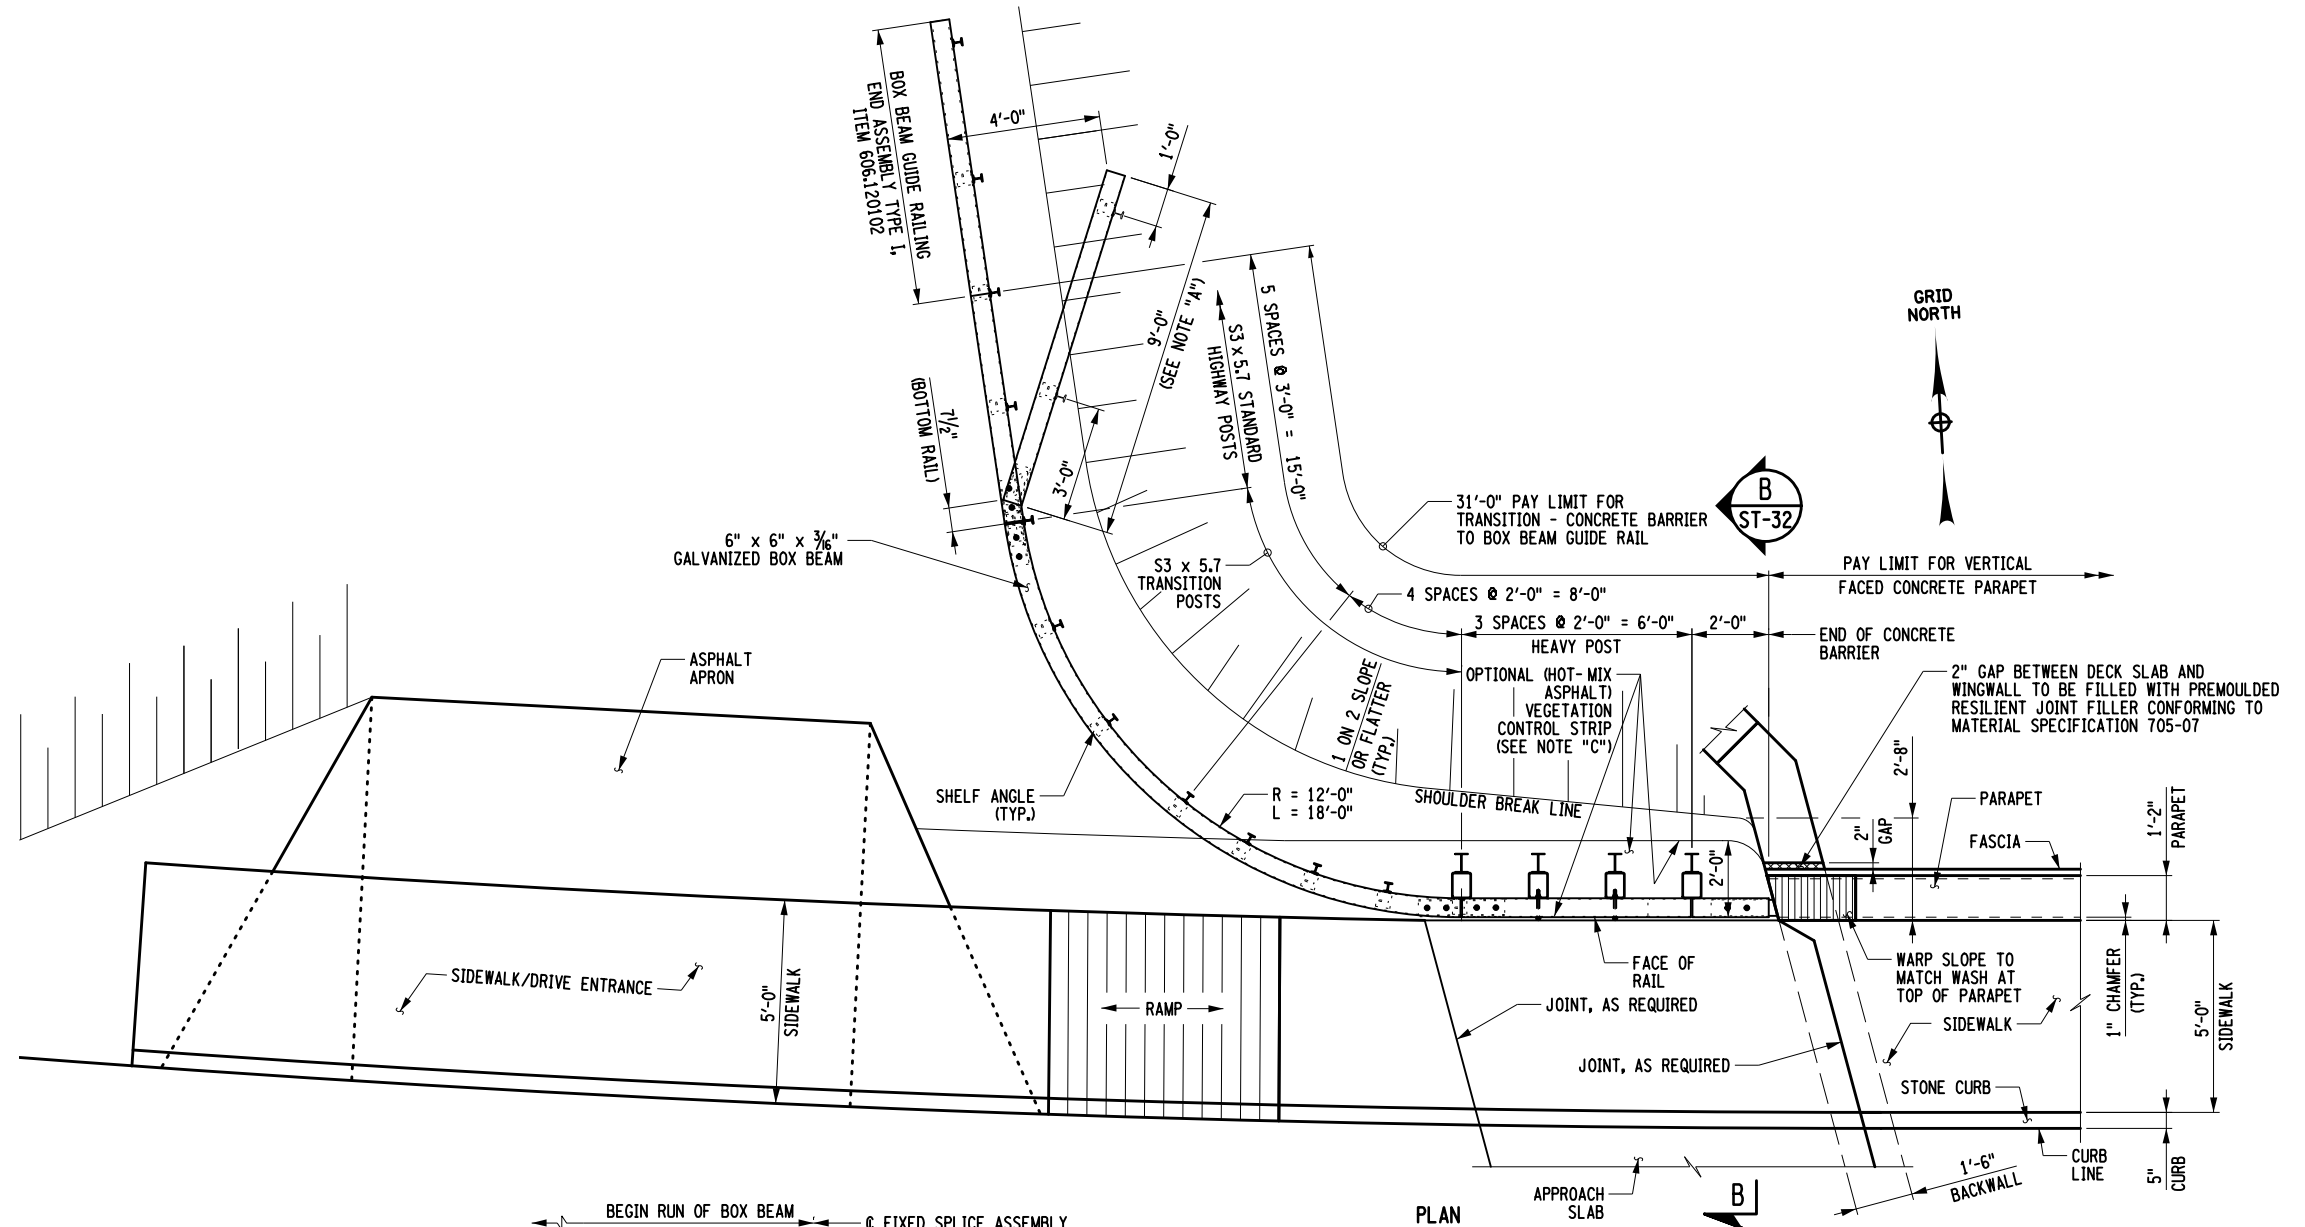 BOX BEAM GUIDE RAILING
END ASSEMBLY TYPE I,
ITEM 606.120102
4'-0"
1'-0"
9'-0"
(SEE NOTE "A")
3'-0"
7½"
(BOTTOM RAIL)
S3 x 5.7 STANDARD
HIGHWAY POSTS
5 SPACES @ 3'-0" = 15'-0"
GRID
NORTH
B
ST-32
31'-0" PAY LIMIT FOR
TRANSITION - CONCRETE BARRIER
TO BOX BEAM GUIDE RAIL
6" x 6" x 3/16"
GALVANIZED BOX BEAM
S3 x 5.7
TRANSITION
POSTS
PAY LIMIT FOR VERTICAL
FACED CONCRETE PARAPET
4 SPACES @ 2'-0" = 8'-0"
3 SPACES @ 2'-0" = 6'-0"
HEAVY POST
2'-0"
END OF CONCRETE
BARRIER
ASPHALT
APRON
OPTIONAL (HOT-MIX
ASPHALT)
VEGETATION
CONTROL STRIP
(SEE NOTE "C")
1 ON 2 SLOPE
OR FLATTER
(TYP.)
2" GAP BETWEEN DECK SLAB AND
WINGWALL TO BE FILLED WITH PREMOULDED
RESILIENT JOINT FILLER CONFORMING TO
MATERIAL SPECIFICATION 705-07
SHELF ANGLE
(TYP.)
R = 12'-0"
L = 18'-0"
SHOULDER BREAK LINE
2'-0"
2"
GAP
2'-8"
PARAPET
FASCIA
1'-2"
PARAPET
SIDEWALK/DRIVE ENTRANCE
5'-0"
SIDEWALK
RAMP
FACE OF
RAIL
JOINT, AS REQUIRED
JOINT, AS REQUIRED
WARP SLOPE TO
MATCH WASH AT
TOP OF PARAPET
SIDEWALK
1" CHAMFER
(TYP.)
5'-0"
SIDEWALK
STONE CURB
CURB
LINE
5"
CURB
1'-6"
BACKWALL
APPROACH
SLAB
B
PLAN
BEGIN RUN OF BOX BEAM
℄ FIXED SPLICE ASSEMBLY